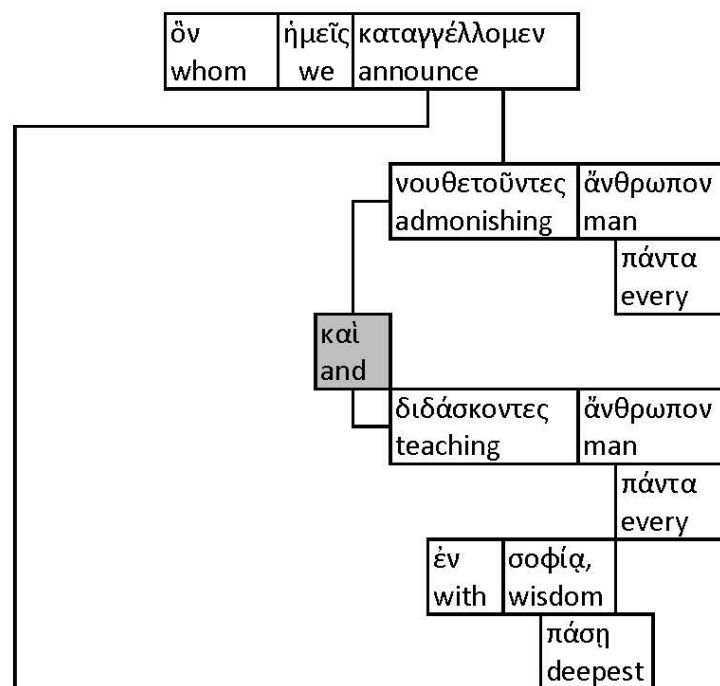 ὃν ἡμεῖς καταγγέλλομεν
whom we announce
νουθετοῦντες ἄνθρωπον
admonishing man
πάντα
every
καὶ
and
διδάσκοντες ἄνθρωπον
teaching man
πάντα
every
ἐν σοφίᾳ,
with wisdom
πάσῃ
deepest